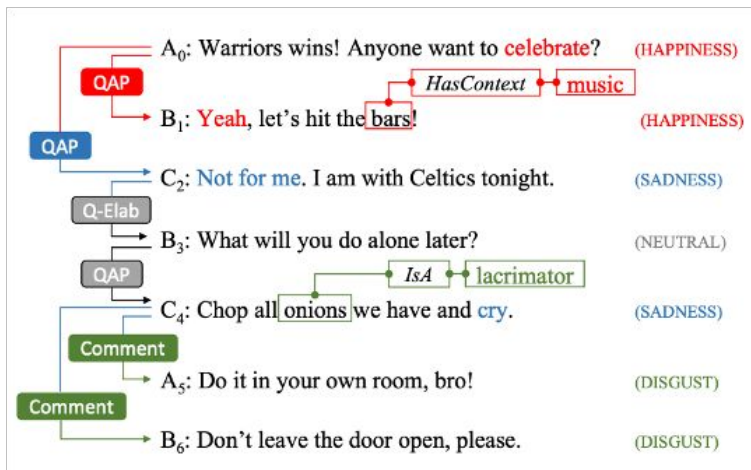 A0: Warriors wins! Anyone want to celebrate? (HAPPINESS)
QAP HasContext music
B1: Yeah, let's hit the bars! (HAPPINESS)
QAP
C2: Not for me. I am with Celtics tonight. (SADNESS)
Q-Elab
B3: What will you do alone later? (NEUTRAL)
QAP IsA lacrimator
C4: Chop all onions we have and cry. (SADNESS)
Comment
A5: Do it in your own room, bro! (DISGUST)
Comment
B6: Don't leave the door open, please. (DISGUST)